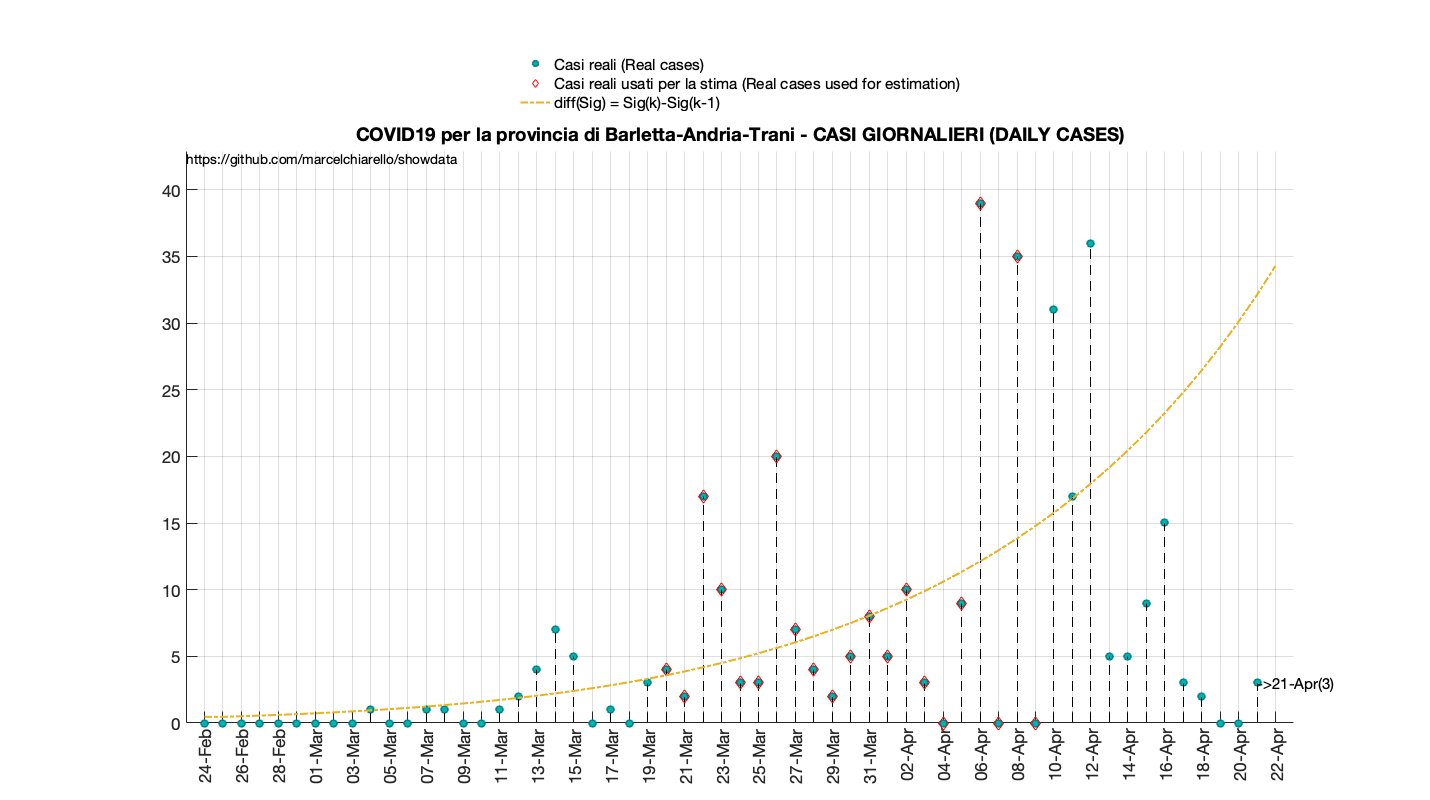 Casi reali (Real cases)
Casi reali usati per la stima (Real cases used for estimation)
diff(Sig) = Sig(k)-Sig(k-1)
COVID19 per la provincia di Barletta-Andria-Trani - CASI GIORNALIERI (DAILY CASES)
https://github.com/marcelchiarello/showdata
40
35
30
25
20
15
10
5
0
->21-Apr(3)
24-Feb
26-Feb
28-Feb
01-Mar
03-Mar
05-Mar
07-Mar
09-Mar
11-Mar
13-Mar
15-Mar
17-Mar
19-Mar
21-Mar
23-Mar
25-Mar
27-Mar
29-Mar
31-Mar
02-Apr
04-Apr
06-Apr
08-Apr
10-Apr
12-Apr
14-Apr
16-Apr
18-Apr
20-Apr
22-Apr